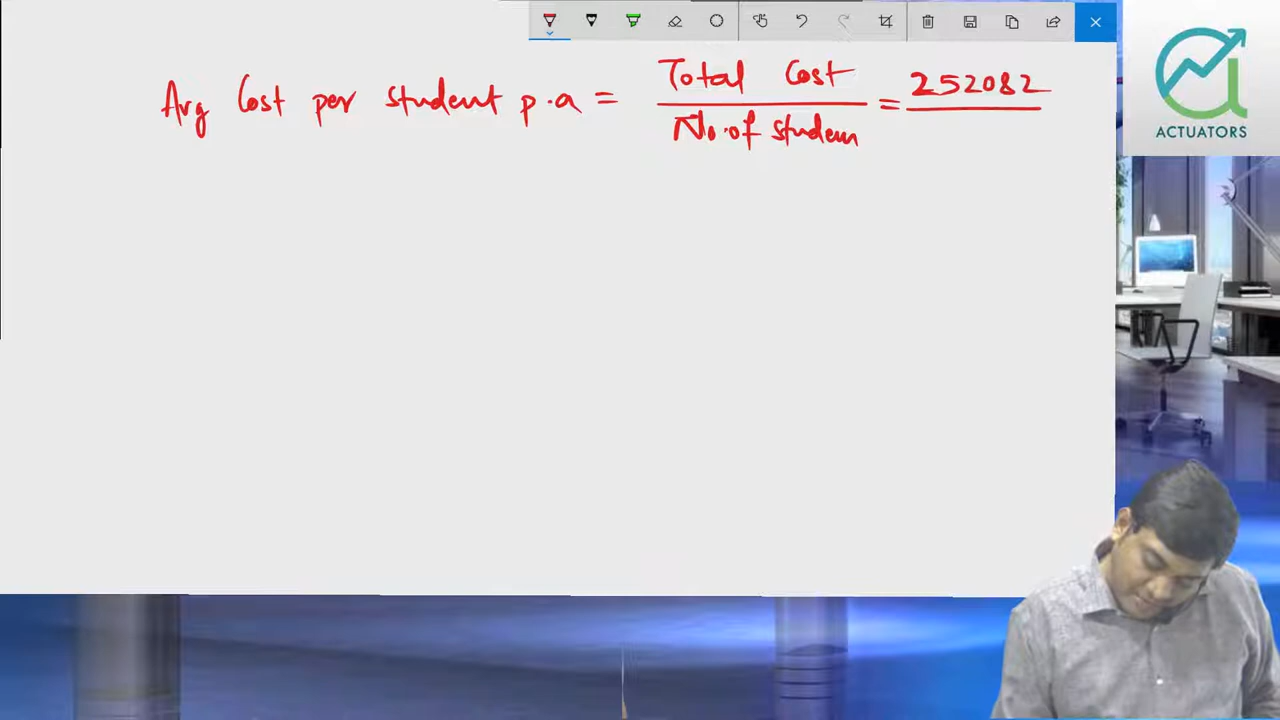 Avg Cost per student p.a = Total Cost / No. of studen = 252082
ACTUATORS